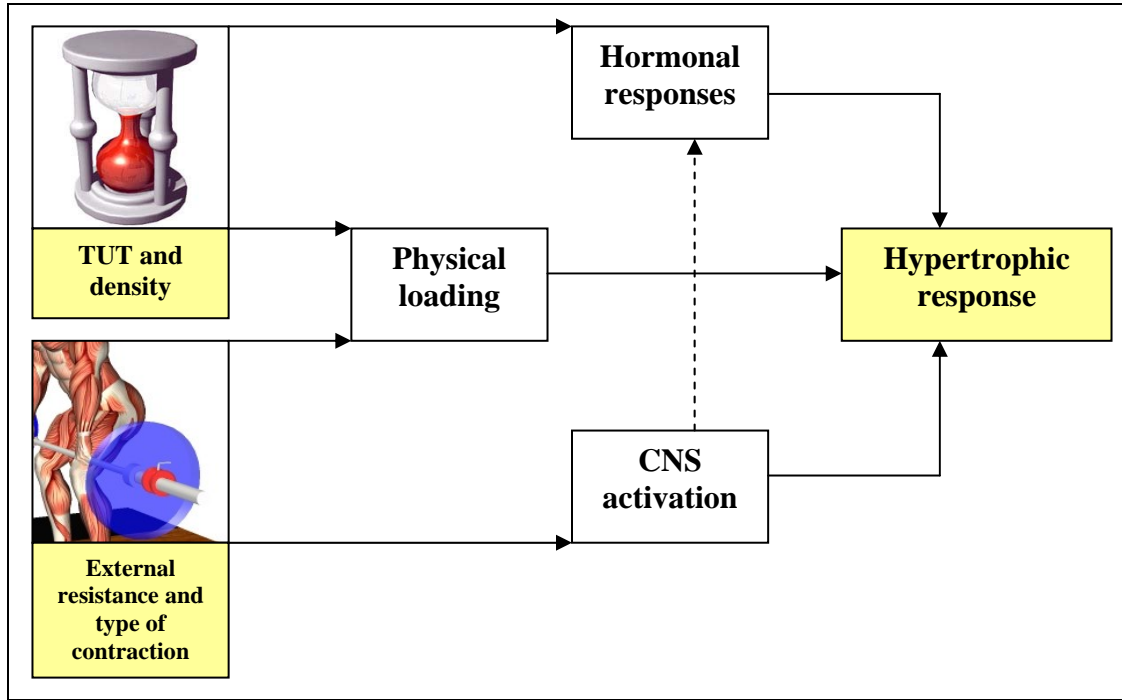 Hormonal
responses
TUT and
density
Physical
loading
Hypertrophic
response
CNS
activation
External
resistance and
type of
contraction